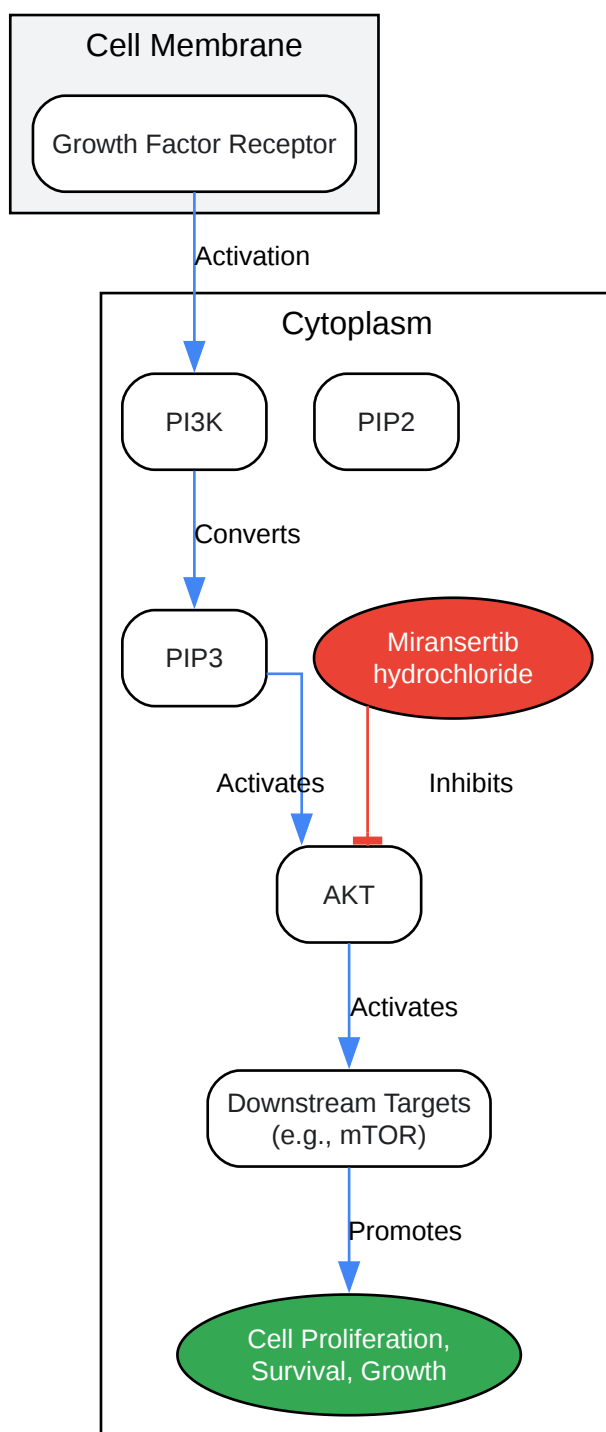 Cell Membrane
Growth Factor Receptor
Activation
Cytoplasm
PI3K
PIP2
Converts
PIP3
Miransertib
hydrochloride
Activates
Inhibits
AKT
Activates
Downstream Targets
(e.g., mTOR)
Promotes
Cell Proliferation,
Survival, Growth